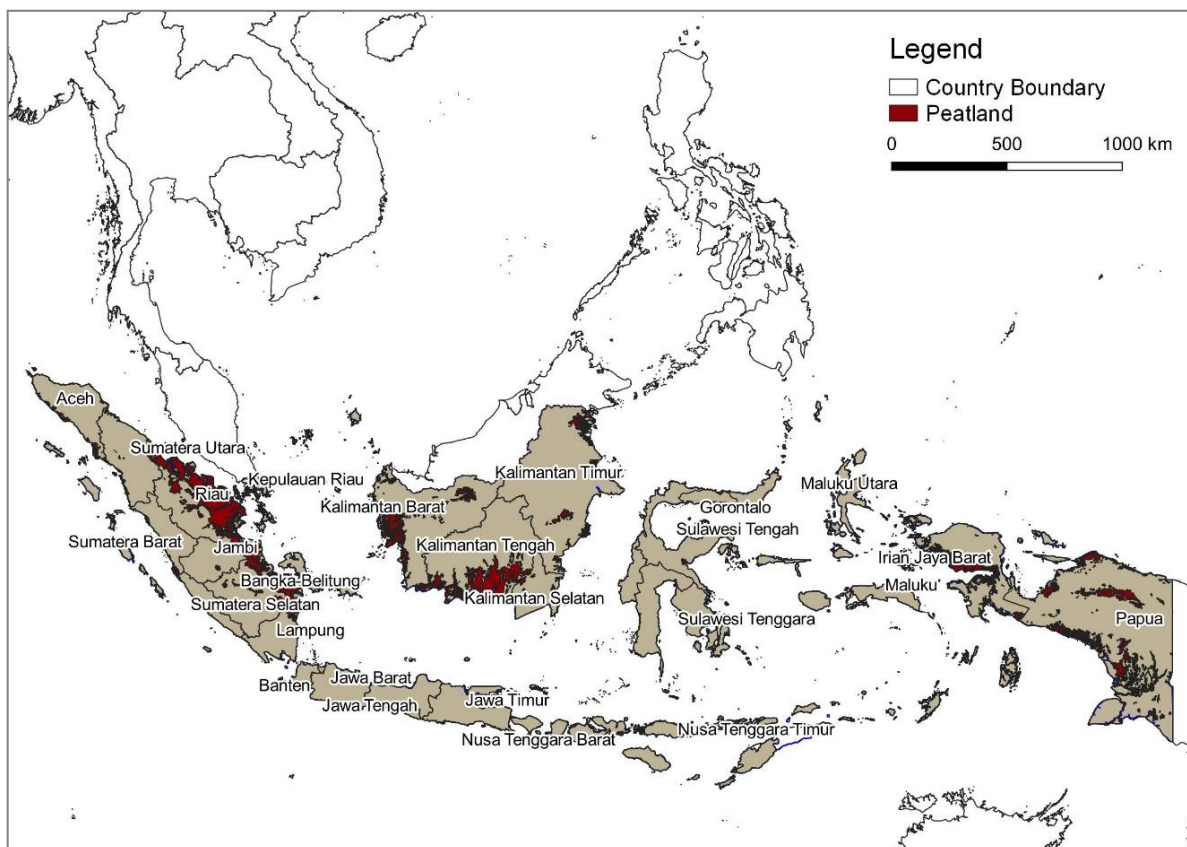 Legend
Country Boundary
Peatland
0 500 1000 km
Aceh
Sumatera Utara
Riau
Kepulauan Riau
Sumatera Barat
Jambi
Bangka-Belitung
Sumatera Selatan
Lampung
Banten
Jawa Barat
Jawa Tengah
Jawa Timur
Kalimantan Timur
Kalimantan Barat
Kalimantan Tengah
Kalimantan Selatan
Gorontalo
Sulawesi Tengah
Sulawesi Tenggara
Maluku Utara
Maluku
Irian Jaya Barat
Papua
Nusa Tenggara Barat
Nusa Tenggara Timur